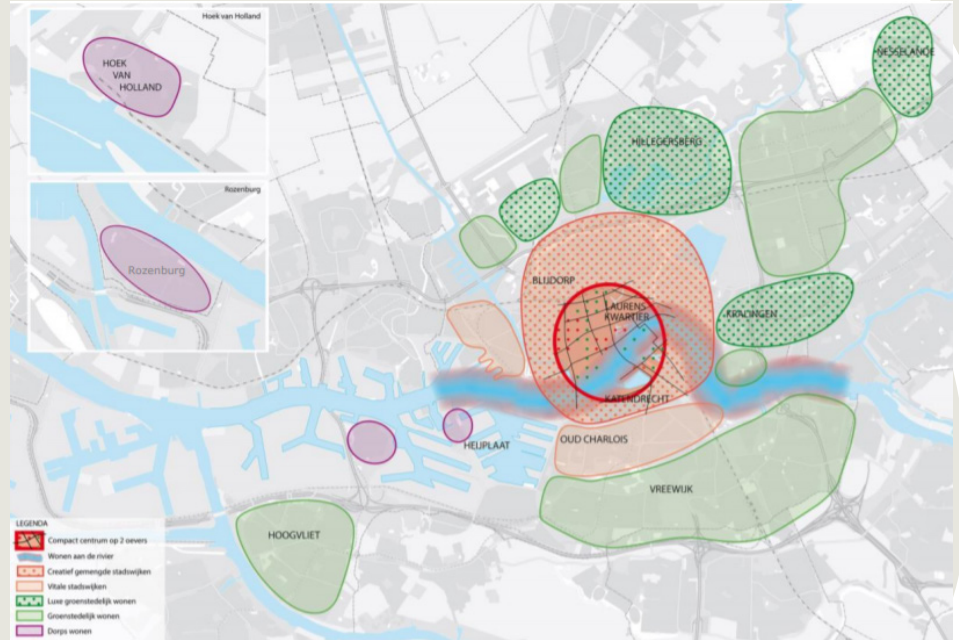 Hoek van Holland
HOEK
VAN
HOLLAND
Rozenburg
Rozenburg
NESSELANDE
HILLEGERSBERG
BLIJDORP
LAURENS-
KWARTIER
KRALINGEN
KATENDRECHT
OUD CHARLOIS
HEIJPLAAT
VREEWIJK
HOOGVLIET
LEGENDA
Compact centrum op 2 oevers
Wonen aan de rivier
Creatief gemengde stadswijken
Vitale stadswijken
Luxe groenstedelijk wonen
Groenstedelijk wonen
Dorps wonen